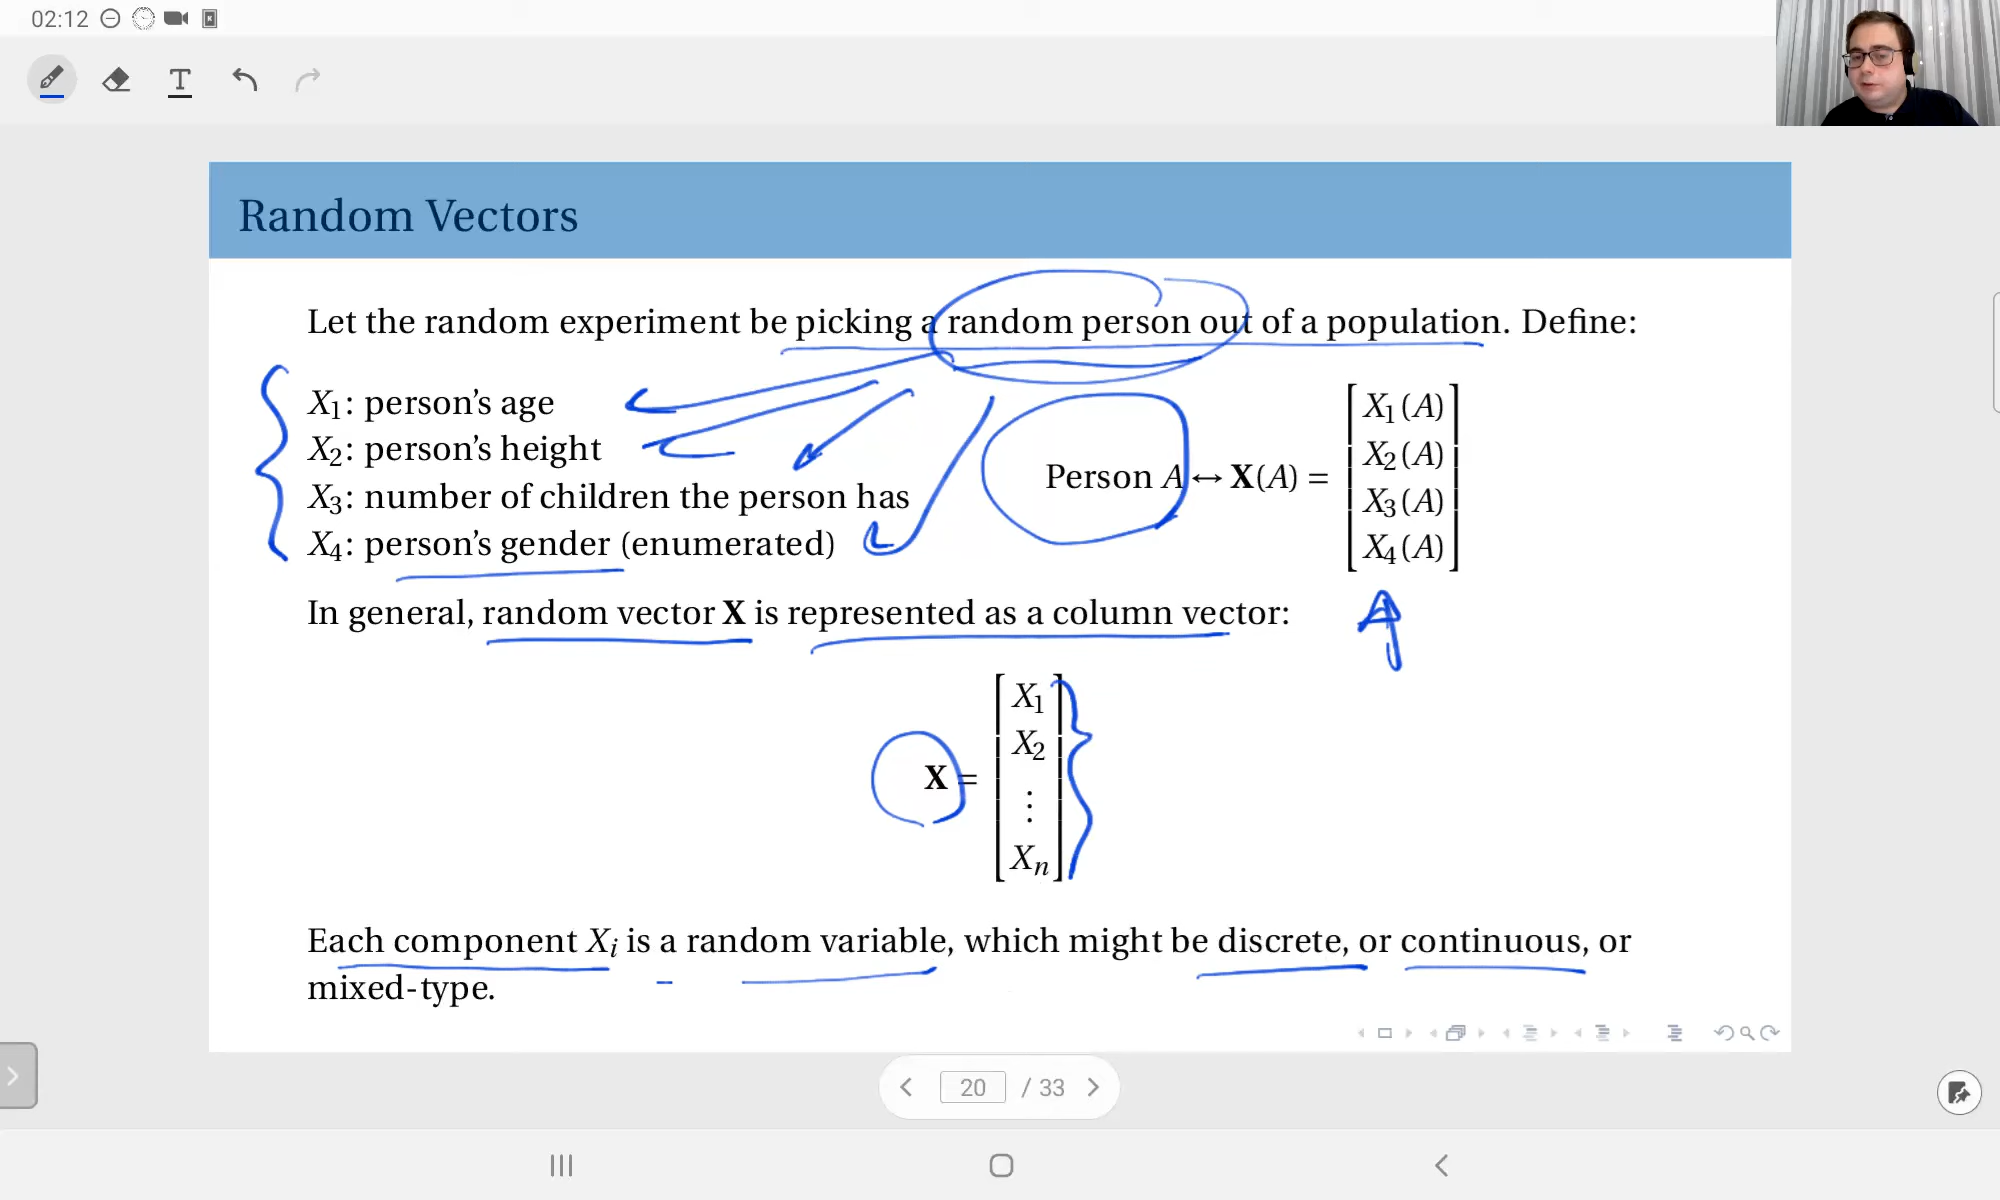 02:12
T
Random Vectors
Let the random experiment be picking a random person out of a population. Define:
X₁: person's age
X₂: person's height
X₃: number of children the person has
X₄: person's gender (enumerated)
Person A ↔ X(A) =
X₁(A)
X₂(A)
X₃(A)
X₄(A)
In general, random vector X is represented as a column vector:
X =
X₁
X₂
⋮
Xₙ
Each component Xᵢ is a random variable, which might be discrete, or continuous, or
mixed-type.
20 / 33